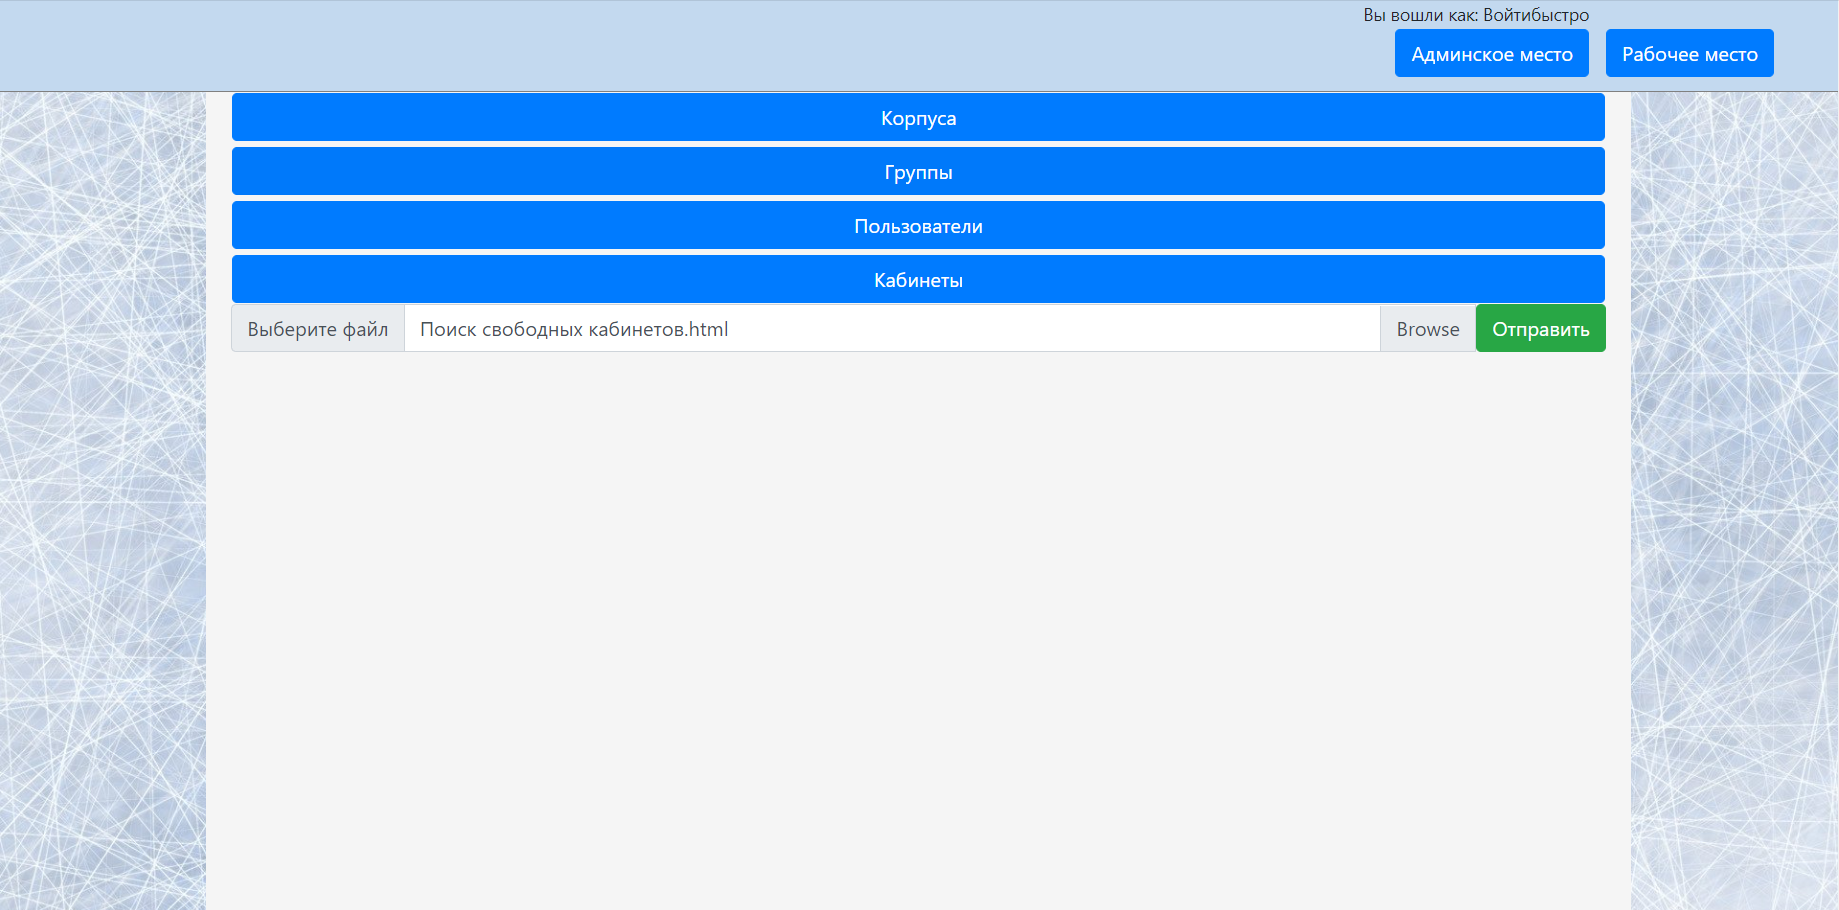 Вы вошли как: Войтибыстро
Админское место Рабочее место
Корпуса
Группы
Пользователи
Кабинеты
Выберите файл Поиск свободных кабинетов.html Browse Отправить